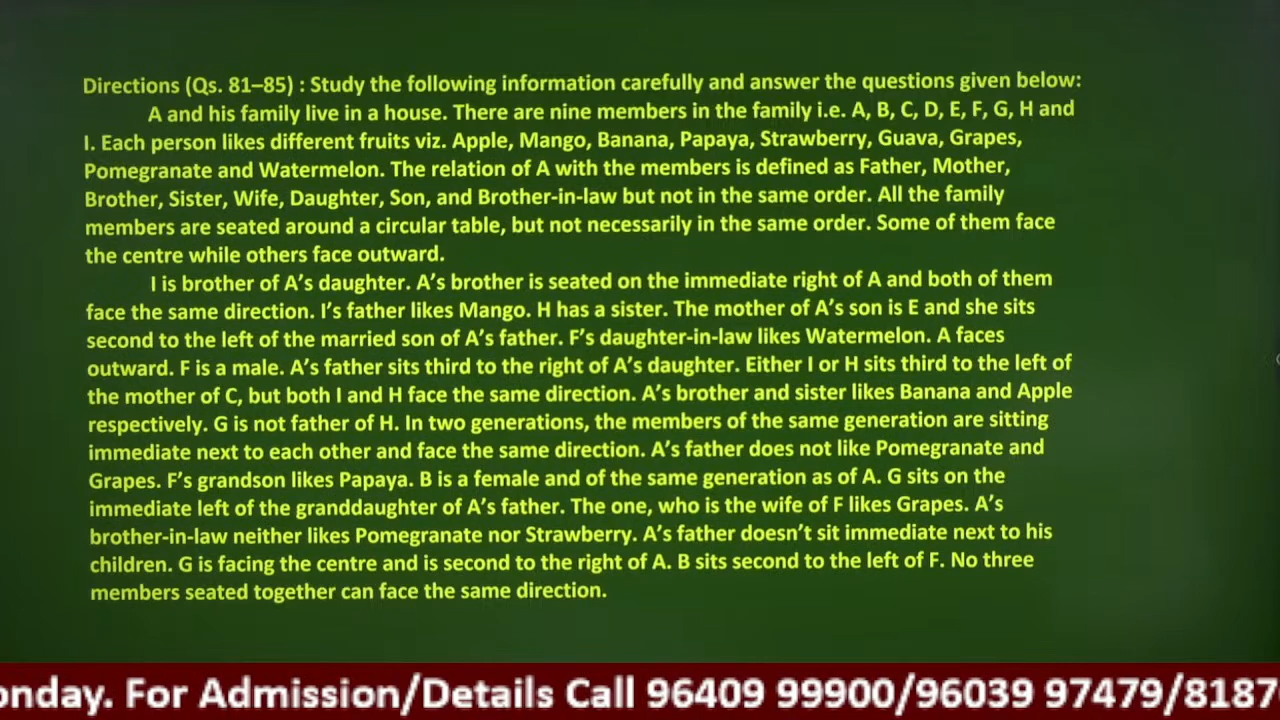 Directions (Qs. 81–85) : Study the following information carefully and answer the questions given below:
A and his family live in a house. There are nine members in the family i.e. A, B, C, D, E, F, G, H and
I. Each person likes different fruits viz. Apple, Mango, Banana, Papaya, Strawberry, Guava, Grapes,
Pomegranate and Watermelon. The relation of A with the members is defined as Father, Mother,
Brother, Sister, Wife, Daughter, Son, and Brother-in-law but not in the same order. All the family
members are seated around a circular table, but not necessarily in the same order. Some of them face
the centre while others face outward.
I is brother of A's daughter. A's brother is seated on the immediate right of A and both of them
face the same direction. I's father likes Mango. H has a sister. The mother of A's son is E and she sits
second to the left of the married son of A's father. F's daughter-in-law likes Watermelon. A faces
outward. F is a male. A's father sits third to the right of A's daughter. Either I or H sits third to the left of
the mother of C, but both I and H face the same direction. A's brother and sister likes Banana and Apple
respectively. G is not father of H. In two generations, the members of the same generation are sitting
immediate next to each other and face the same direction. A's father does not like Pomegranate and
Grapes. F's grandson likes Papaya. B is a female and of the same generation as of A. G sits on the
immediate left of the granddaughter of A's father. The one, who is the wife of F likes Grapes. A's
brother-in-law neither likes Pomegranate nor Strawberry. A's father doesn't sit immediate next to his
children. G is facing the centre and is second to the right of A. B sits second to the left of F. No three
members seated together can face the same direction.
onday. For Admission/Details Call 96409 99900/96039 97479/8187